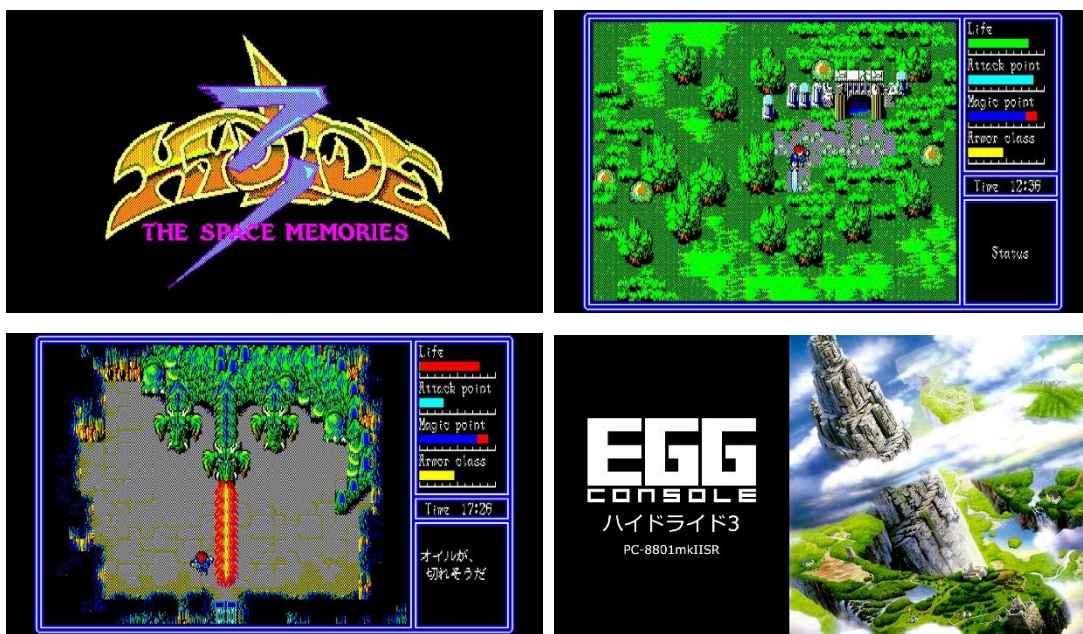 HYDLIDE
3
THE SPACE MEMORIES
Life
Attack point
Magic point
Armor class
Time 12:36
Status
Life
Attack point
Magic point
Armor class
Time 17:26
オイルが、
切れそうだ
EGG
CONSOLE
ハイドライド3
PC-8801mkIISR